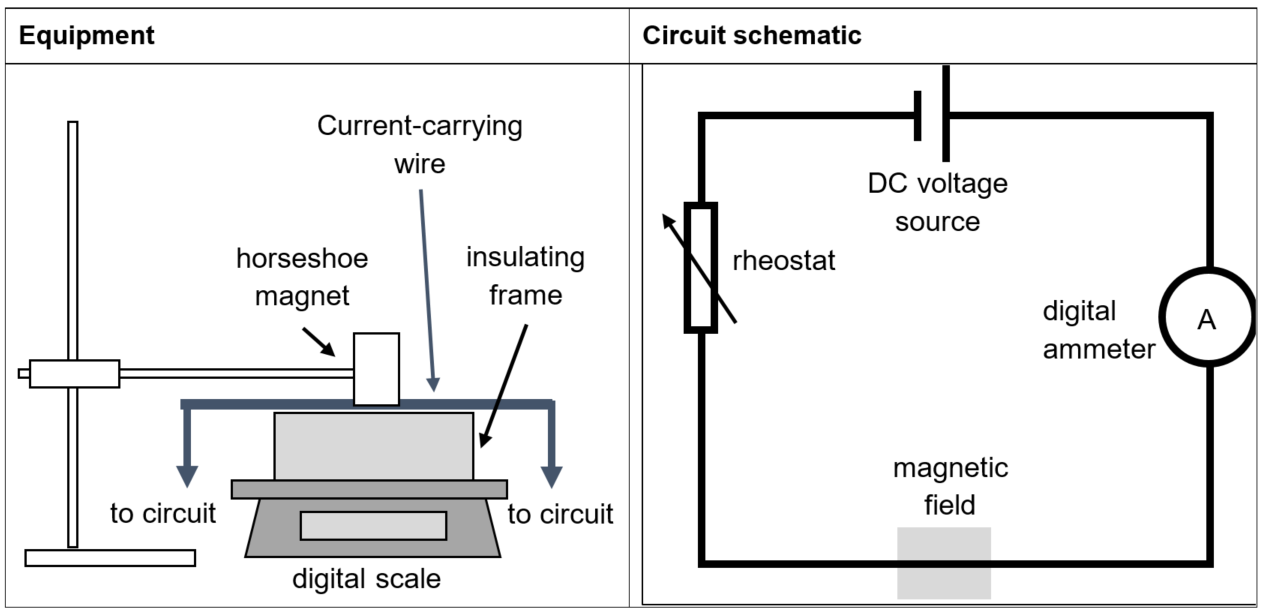 Equipment
Circuit schematic
Current-carrying
wire
horseshoe
magnet
insulating
frame
to circuit
to circuit
digital scale
DC voltage
source
rheostat
digital
ammeter
A
magnetic
field